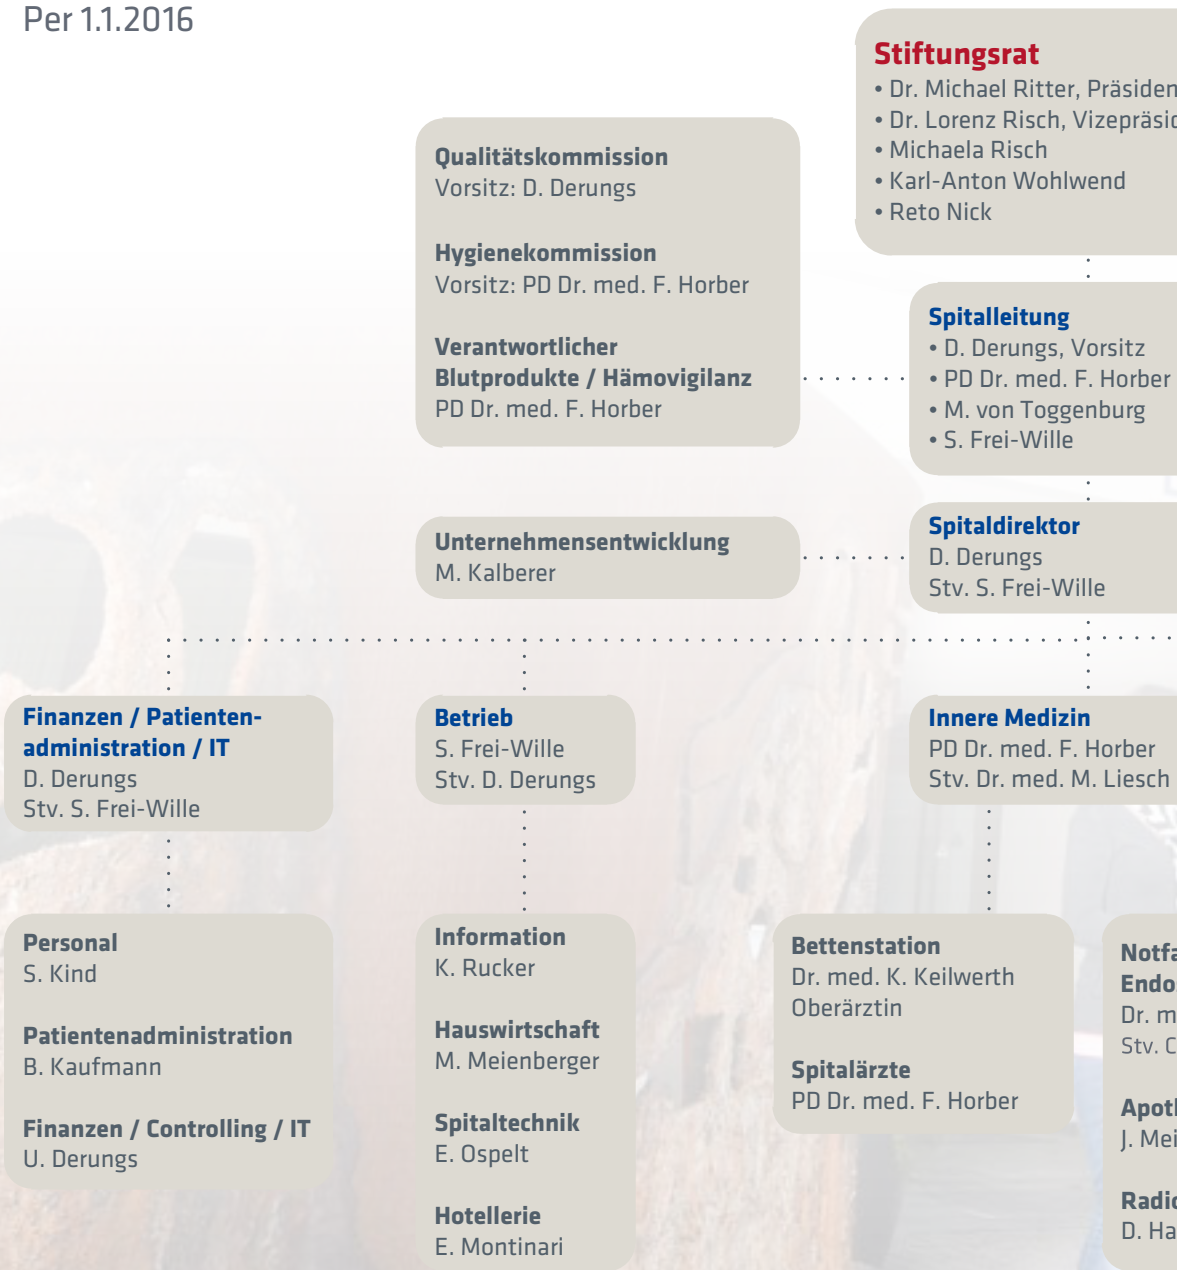 Per 1.1.2016
Stiftungsrat
• Dr. Michael Ritter,
• Dr. Lorenz Risch,
• Michaela Risch
• Karl-Anton Wohlwend
• Reto Nick
Qualitätskommission
Vorsitz: D. Derungs
Hygienekommission
Vorsitz: PD Dr. med. F. Horber
Verantwortlicher
Blutprodukte / Hämovigilanz
PD Dr. med. F. Horber
Spitalleitung
• D. Derungs, Vorsitz
• PD Dr. med. F. Horber
• M. von Toggenburg
• S. Frei-Wille
Unternehmensentwicklung
M. Kalberer
Spitaldirektor
D. Derungs
Stv. S. Frei-Wille
Finanzen / Patienten-
administration / IT
D. Derungs
Stv. S. Frei-Wille
Betrieb
S. Frei-Wille
Stv. D. Derungs
Innere Medizin
PD Dr. med. F. Horber
Stv. Dr. med. M. Liesch
Personal
S. Kind
Patientenadministration
B. Kaufmann
Finanzen / Controlling / IT
U. Derungs
Information
K. Rucker
Hauswirtschaft
M. Meienberger
Spitaltechnik
E. Ospelt
Hotellerie
E. Montinari
Bettenstation
Dr. med. K. Keilwerth
Oberärztin
Spitalärzte
PD Dr. med. F. Horber
Dr.
Stv.
J.
D.